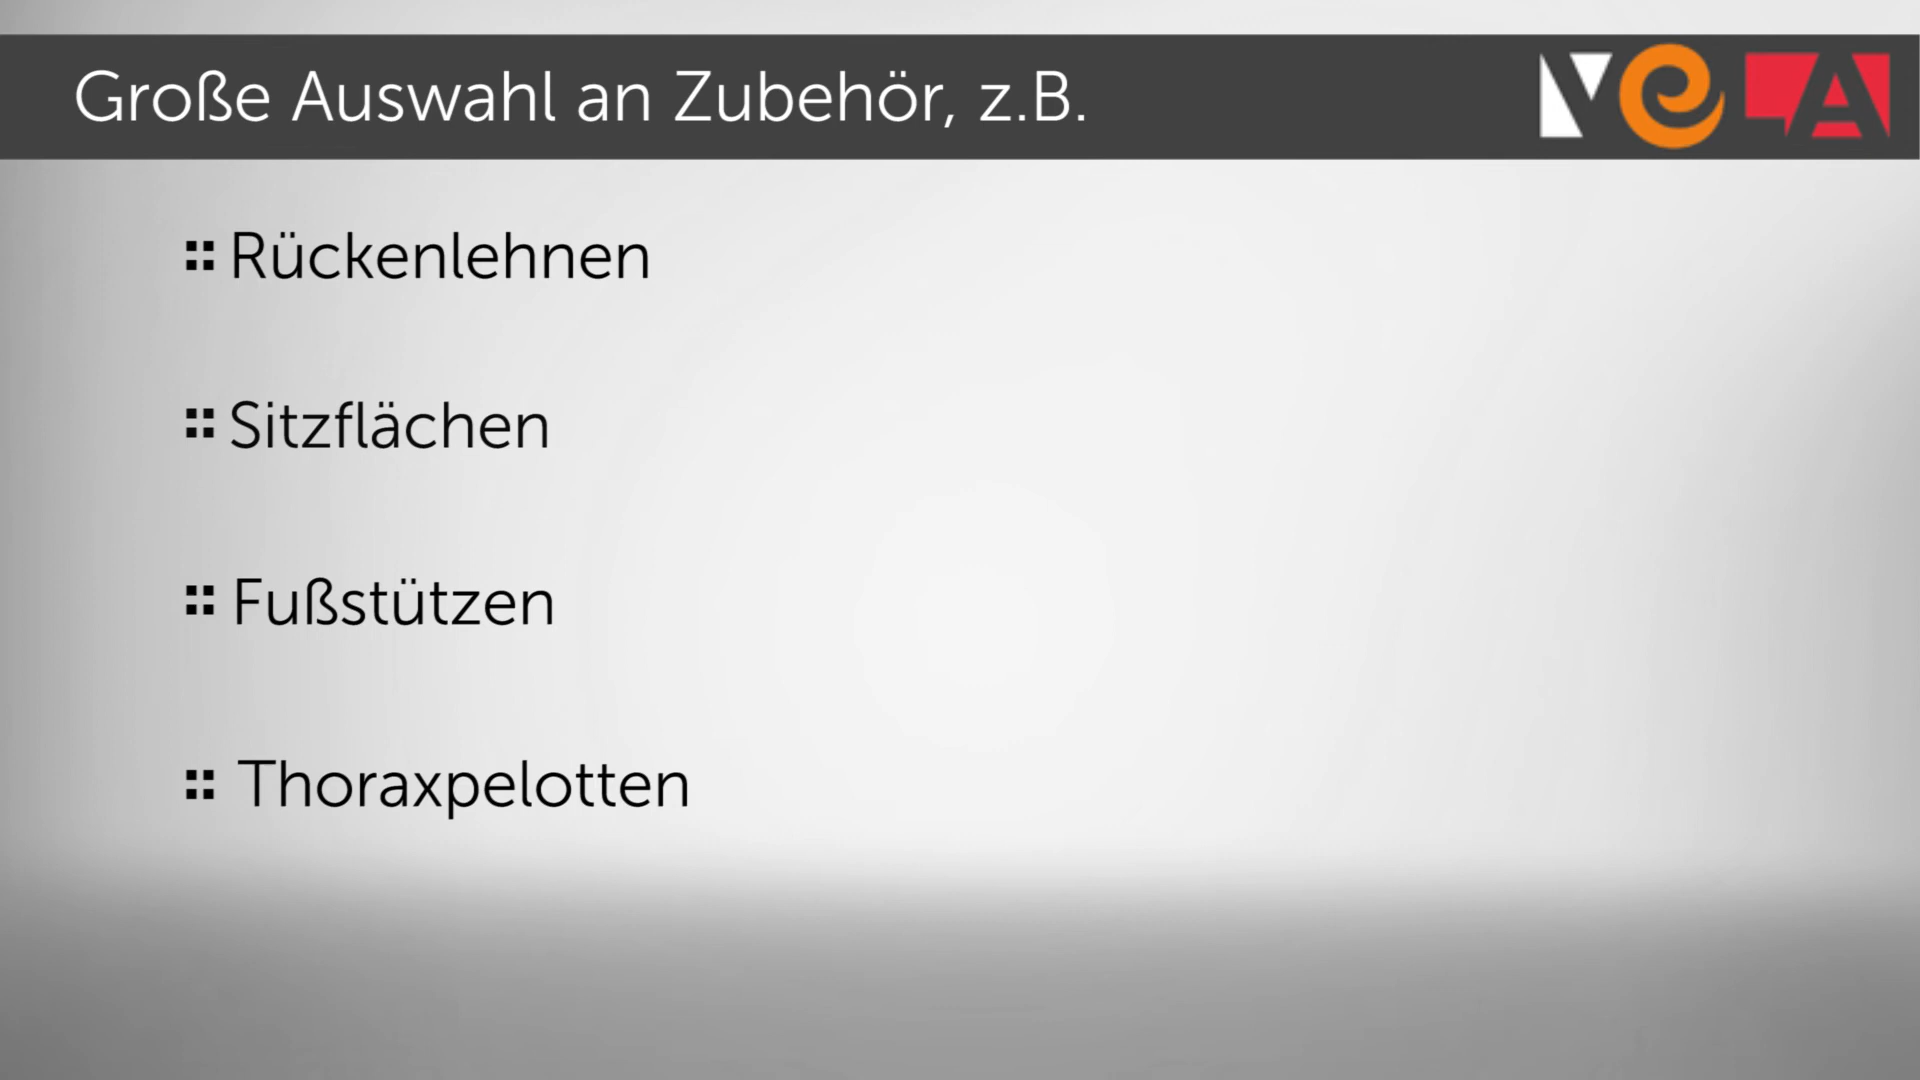 Große Auswahl an Zubehör, z.B.
VELA
Rückenlehnen
Sitzflächen
Fußstützen
Thoraxpelotten